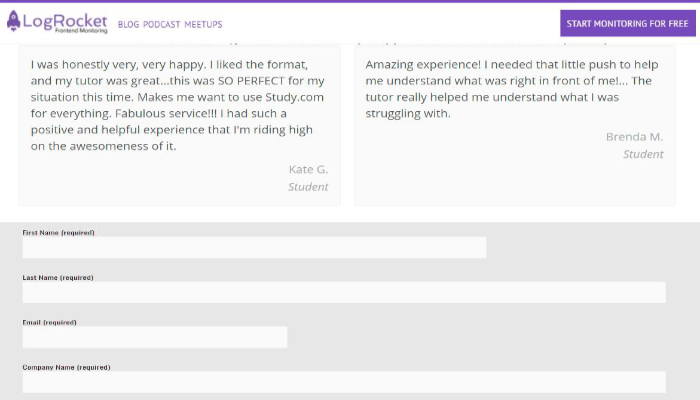 LogRocket
Frontend Monitoring
BLOG PODCAST MEETUPS
START MONITORING FOR FREE
I was honestly very, very happy. I liked the format,
and my tutor was great...this was SO PERFECT for my
situation this time. Makes me want to use Study.com
for everything. Fabulous service!!! I had such a
positive and helpful experience that I'm riding high
on the awesomeness of it.
Kate G.
Student
Amazing experience! I needed that little push to help
me understand what was right in front of me!... The
tutor really helped me understand what I was
struggling with.
Brenda M.
Student
First Name (required)
Last Name (required)
Email (required)
Company Name (required)